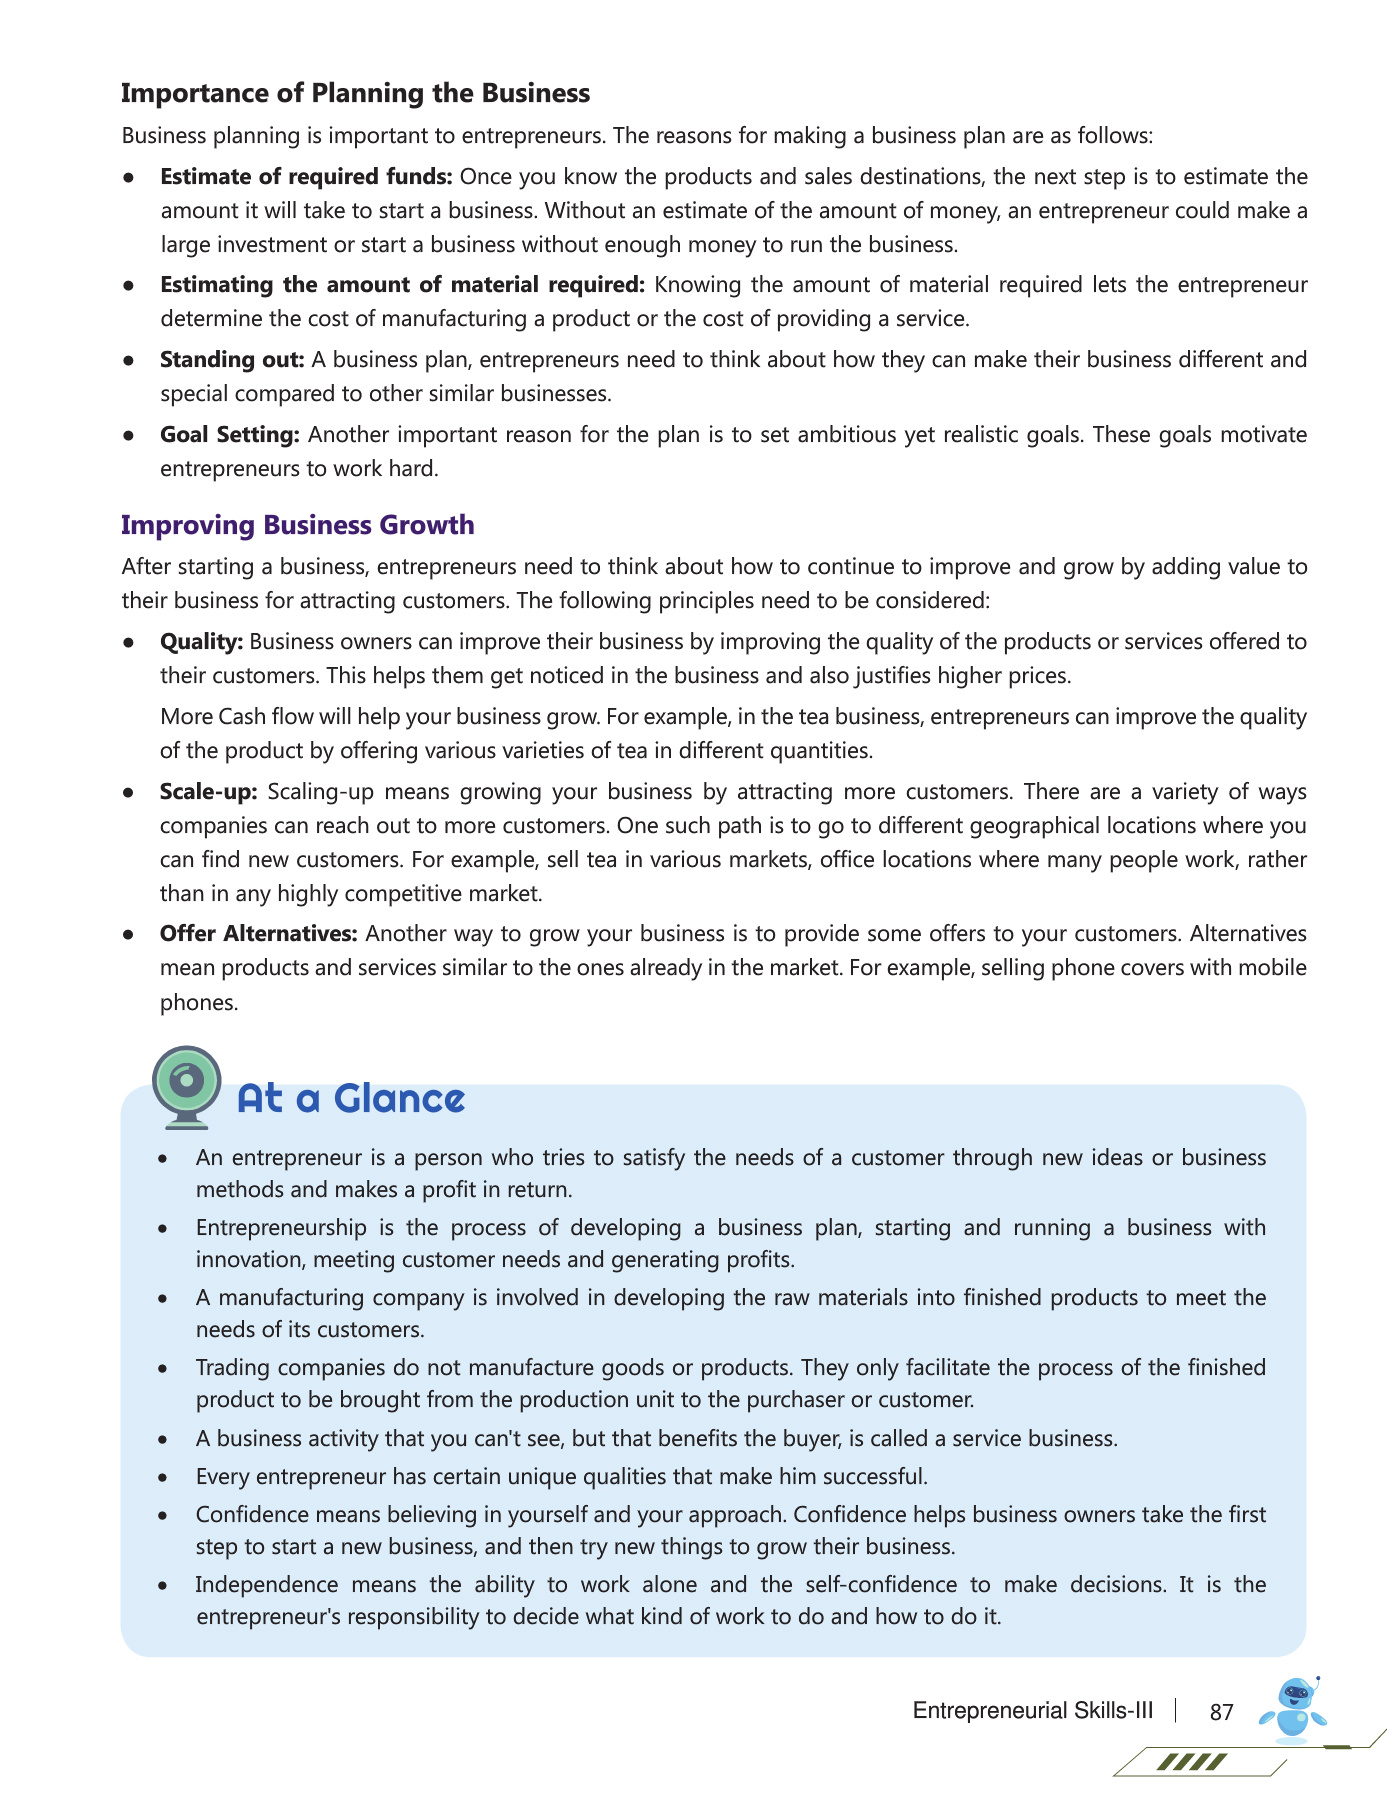 Importance of Planning the Business
Business planning is important to entrepreneurs. The reasons for making a business plan are as follows:
● Estimate of required funds: Once you know the products and sales destinations, the next step is to estimate the
amount it will take to start a business. Without an estimate of the amount of money, an entrepreneur could make a
large investment or start a business without enough money to run the business.
● Estimating the amount of material required: Knowing the amount of material required lets the entrepreneur
determine the cost of manufacturing a product or the cost of providing a service.
● Standing out: A business plan, entrepreneurs need to think about how they can make their business different and
special compared to other similar businesses.
● Goal Setting: Another important reason for the plan is to set ambitious yet realistic goals. These goals motivate
entrepreneurs to work hard.
Improving Business Growth
After starting a business, entrepreneurs need to think about how to continue to improve and grow by adding value to
their business for attracting customers. The following principles need to be considered:
● Quality: Business owners can improve their business by improving the quality of the products or services offered to
their customers. This helps them get noticed in the business and also justifies higher prices.
More Cash flow will help your business grow. For example, in the tea business, entrepreneurs can improve the quality
of the product by offering various varieties of tea in different quantities.
● Scale-up: Scaling-up means growing your business by attracting more customers. There are a variety of ways
companies can reach out to more customers. One such path is to go to different geographical locations where you
can find new customers. For example, sell tea in various markets, office locations where many people work, rather
than in any highly competitive market.
● Offer Alternatives: Another way to grow your business is to provide some offers to your customers. Alternatives
mean products and services similar to the ones already in the market. For example, selling phone covers with mobile
phones.
At a Glance
• An entrepreneur is a person who tries to satisfy the needs of a customer through new ideas or business
methods and makes a profit in return.
• Entrepreneurship is the process of developing a business plan, starting and running a business with
innovation, meeting customer needs and generating profits.
• A manufacturing company is involved in developing the raw materials into finished products to meet the
needs of its customers.
• Trading companies do not manufacture goods or products. They only facilitate the process of the finished
product to be brought from the production unit to the purchaser or customer.
• A business activity that you can't see, but that benefits the buyer, is called a service business.
• Every entrepreneur has certain unique qualities that make him successful.
• Confidence means believing in yourself and your approach. Confidence helps business owners take the first
step to start a new business, and then try new things to grow their business.
• Independence means the ability to work alone and the self-confidence to make decisions. It is the
entrepreneur's responsibility to decide what kind of work to do and how to do it.
Entrepreneurial Skills-III 87